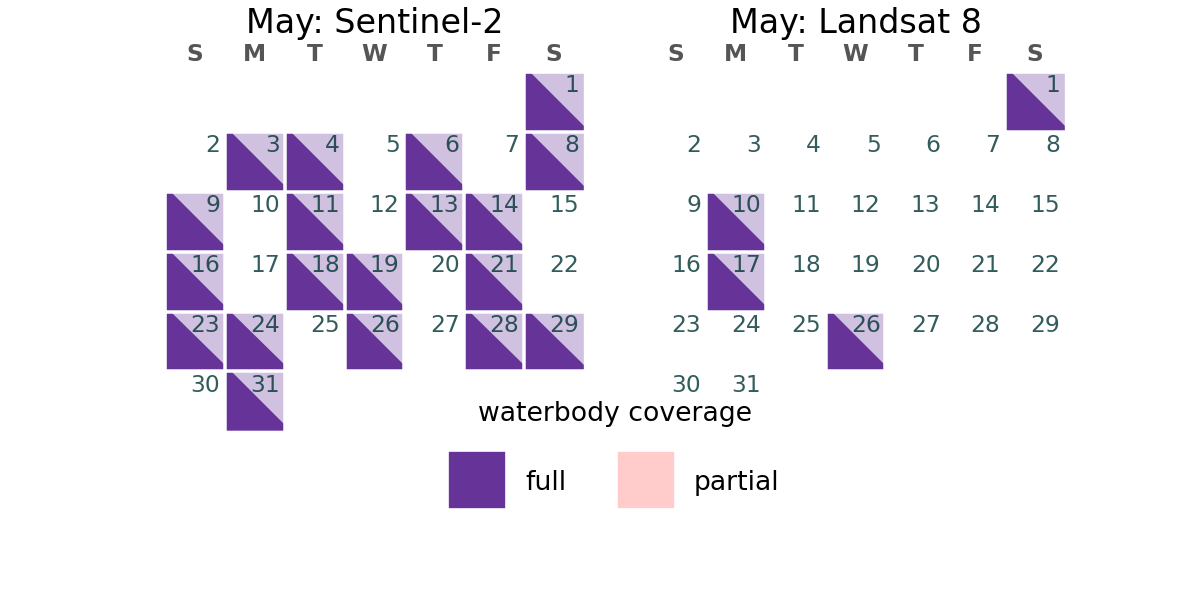 May: Sentinel-2
S M T W T F S
1
2 3 4 5 6 7 8
9 10 11 12 13 14 15
16 17 18 19 20 21 22
23 24 25 26 27 28 29
30 31
May: Landsat 8
S M T W T F S
1
2 3 4 5 6 7 8
9 10 11 12 13 14 15
16 17 18 19 20 21 22
23 24 25 26 27 28 29
30 31
waterbody coverage
full
partial